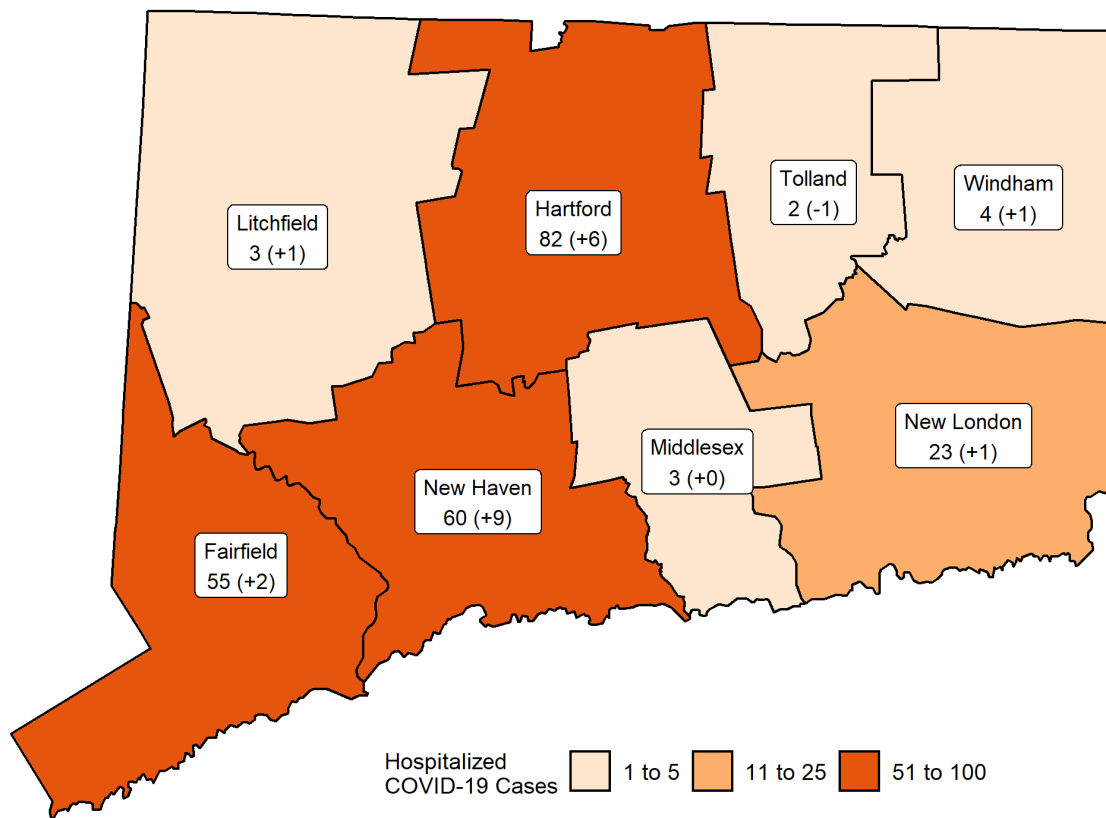 Tolland
2 (-1)
Windham
4 (+1)
Hartford
82 (+6)
Litchfield
3 (+1)
New London
23 (+1)
Middlesex
3 (+0)
New Haven
60 (+9)
Fairfield
55 (+2)
Hospitalized
COVID-19 Cases
1 to 5
11 to 25
51 to 100